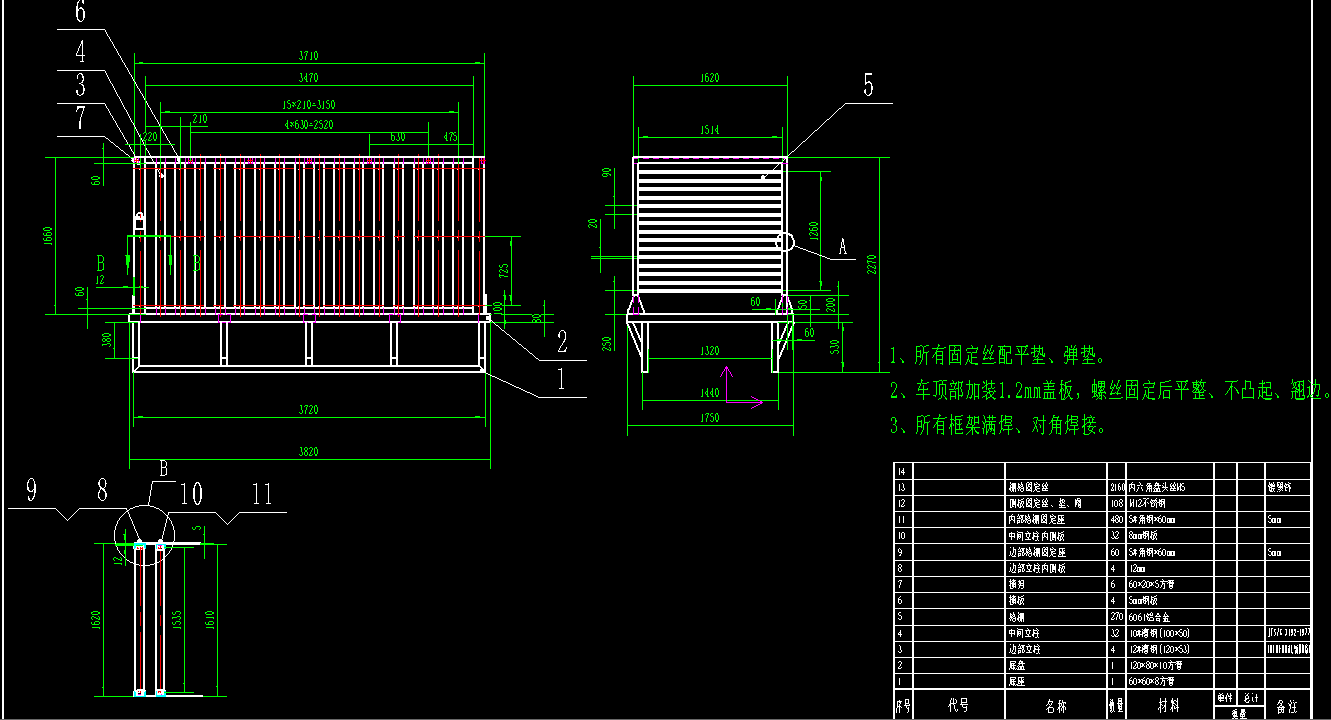 6
4
3
7
3710
3470
15*210=3150
210
4*630=2520
220
630
475
60
1660
B
B
12
60
725
100
80
380
2
1
3720
3820
1620
5
1514
90
20
1260
A
2270
60
50
200
250
60
530
1320
1440
1750
1、所有固定丝配平垫、弹垫。
2、车顶部加装1.2mm盖板，螺丝固定后平整、不凸起、翘边。
3、所有框架满焊、对角焊接。
9
8
B
10
11
5
12
1620
1535
1610
14
13 栅格固定丝 2160 内六角盘头丝M5
12 侧板固定丝、垫、帽 108 M12不锈钢
11 内部格栅固定座 480 5#角钢*60mm 5mm
10 中间立柱内侧板 32 8mm钢板
9 边部格栅固定座 60 5#角钢*60mm 5mm
8 边部立柱内侧板 4 12mm
7 横列 6 60*20*5方管
6 横板 4 5mm钢板
5 格栅 270 6061铝合金
4 中间立柱 32 10#槽钢(100*50)
3 边部立柱 4 12#槽钢(120*53)
2 底盘 1 120*80*10方管
1 底座 1 60*60*8方管
序号 代号 名称 数量 材料 单件 总计 重量 备注